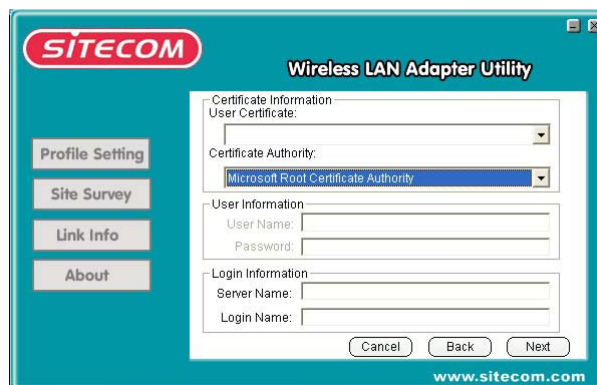 SITECOM
Wireless LAN Adapter Utility
Profile Setting
Site Survey
Link Info
About
Certificate Information
User Certificate:
Certificate Authority:
Microsoft Root Certificate Authority
User Information
User Name:
Password:
Login Information
Server Name:
Login Name:
Cancel
Back
Next
www.sitecom.com